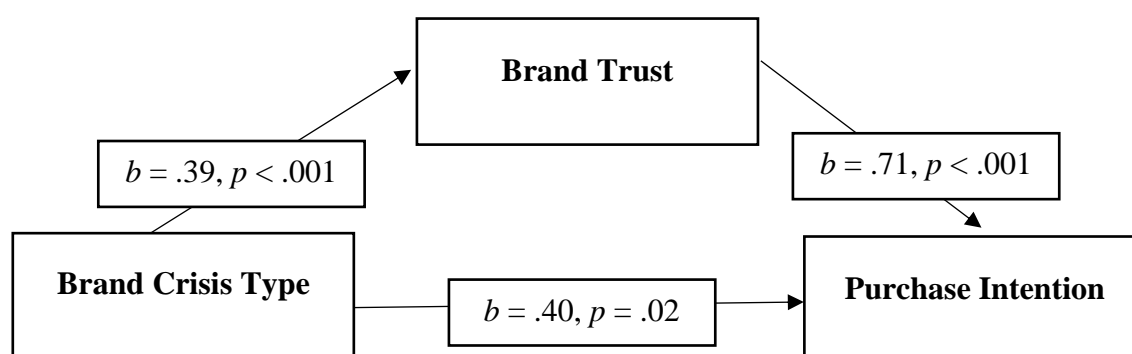 Brand Trust
b = .39, p < .001
b = .71, p < .001
Brand Crisis Type
Purchase Intention
b = .40, p = .02